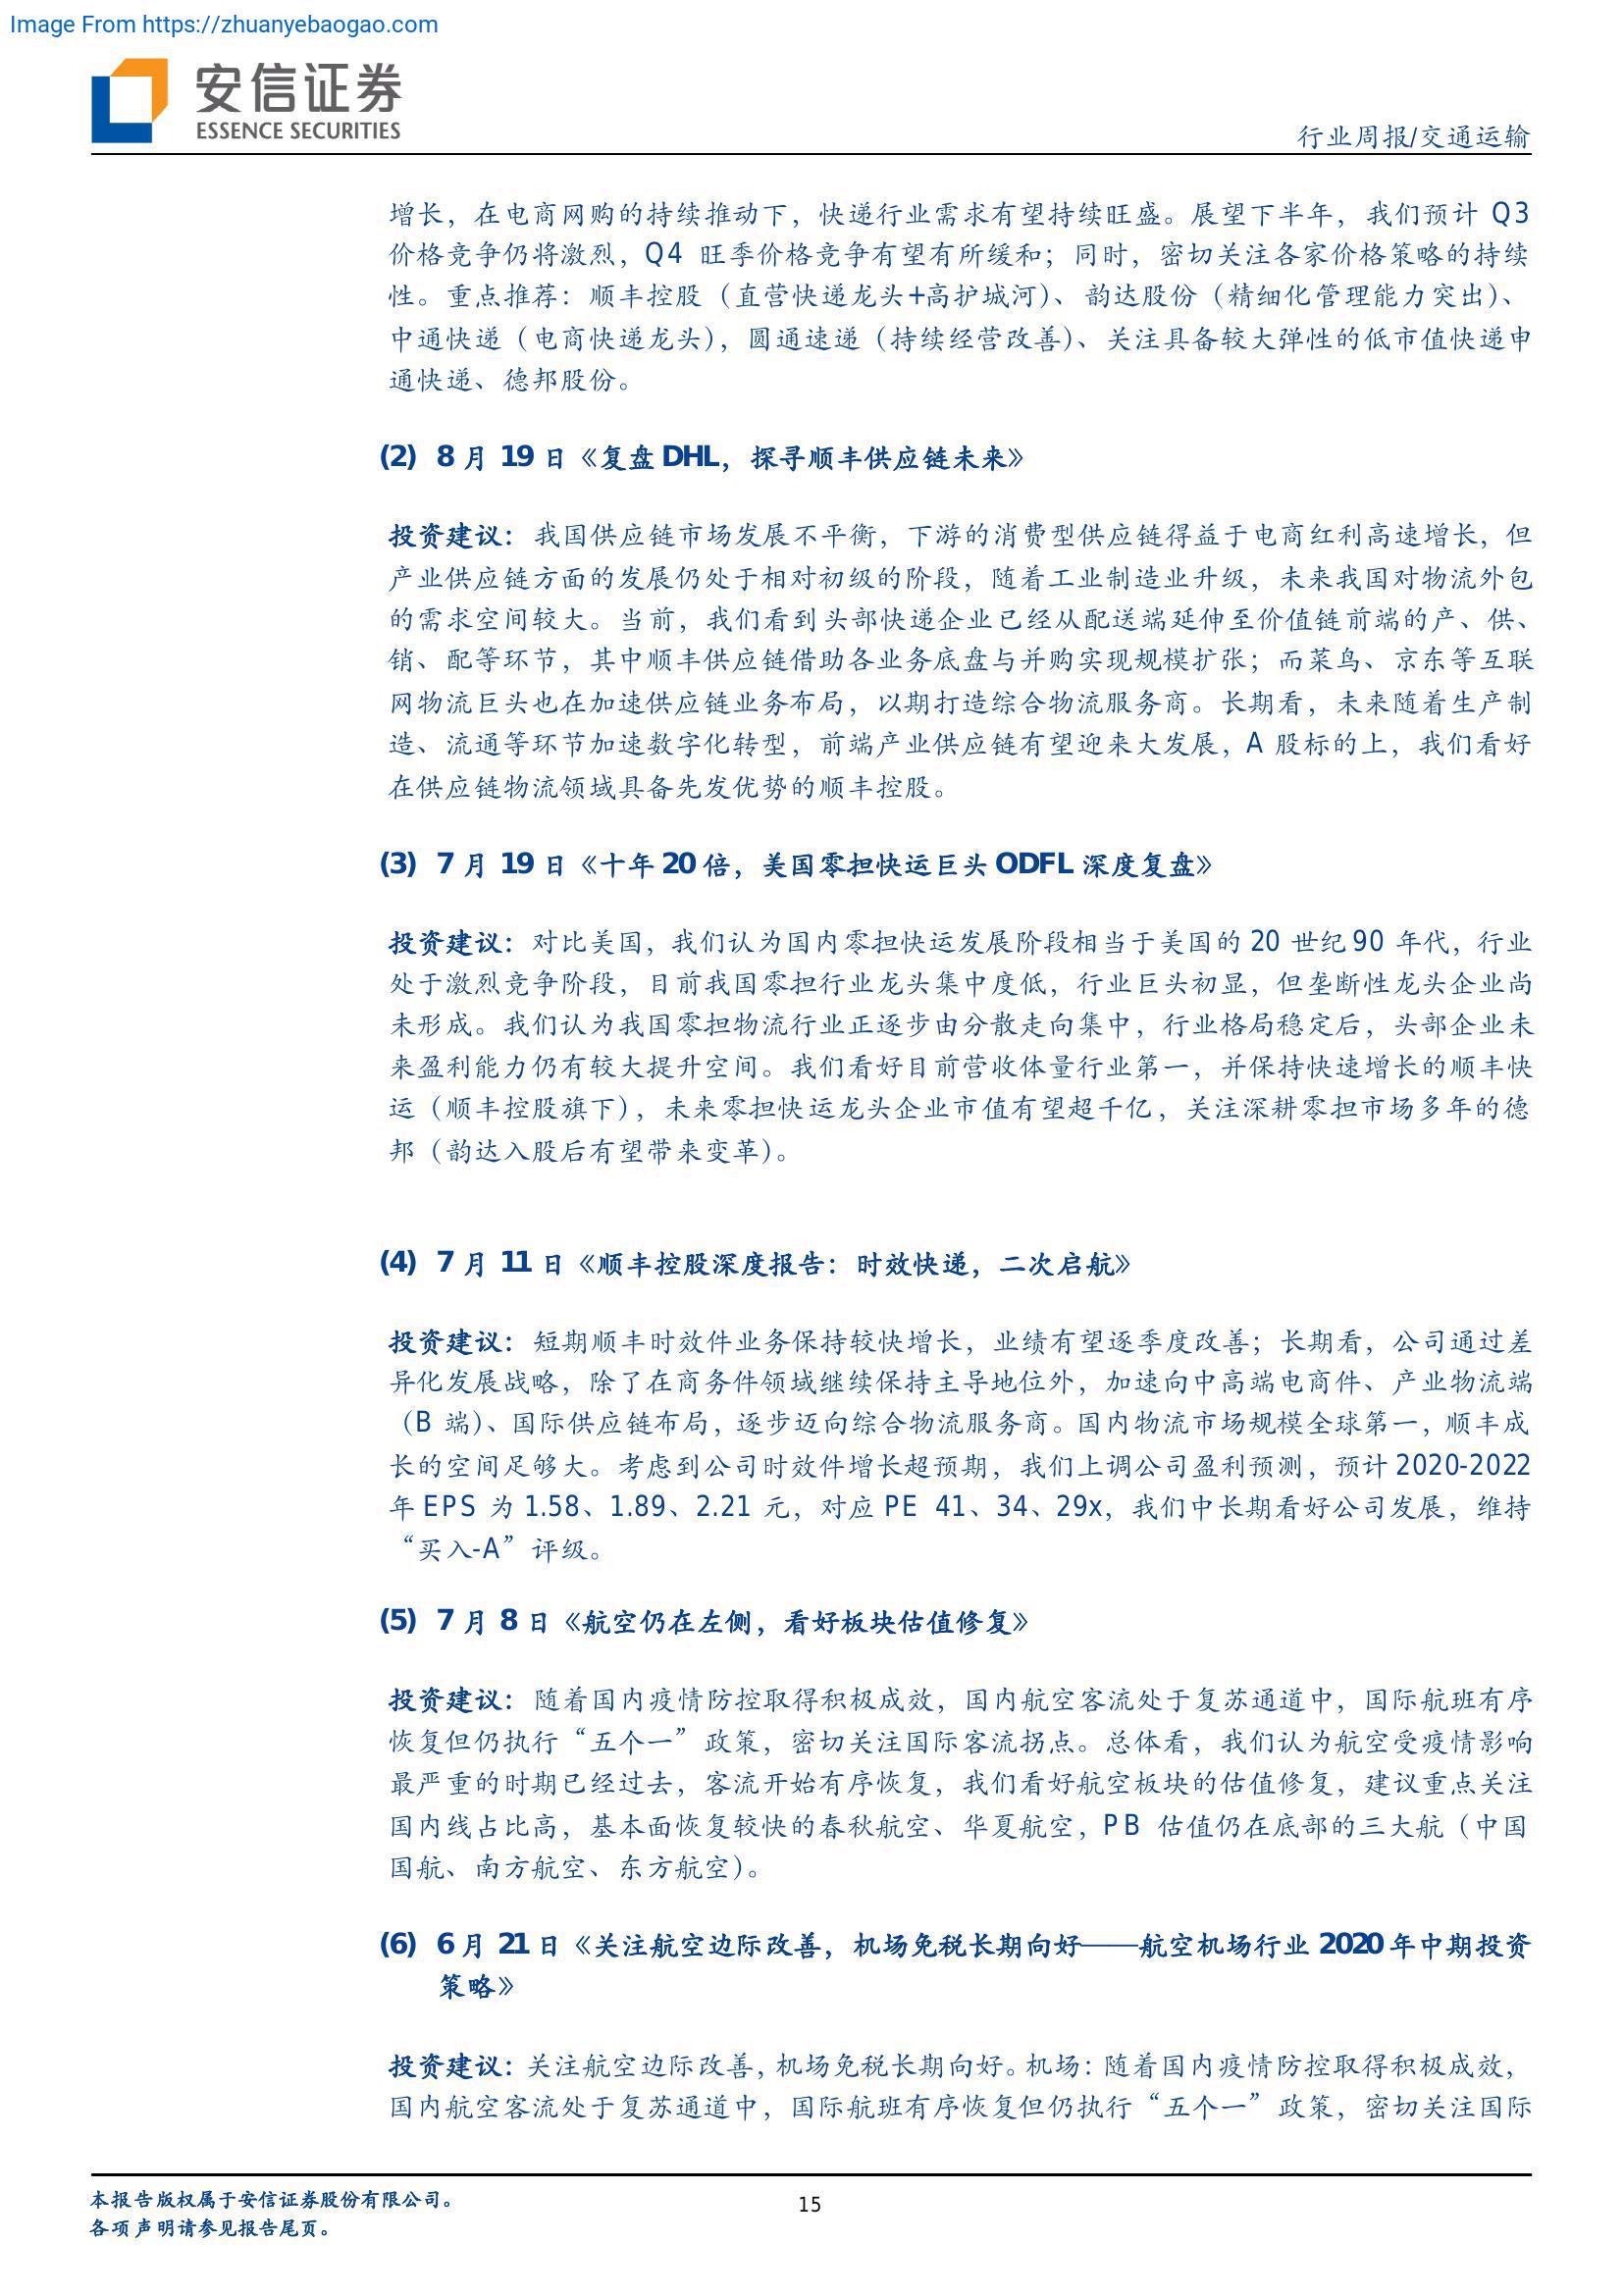 Image From https://zhuanyebaogao.com
安信证券
ESSENCE SECURITIES
行业周报/交通运输
增长，在电商网购的持续推动下，快递行业需求有望持续旺盛。展望下半年，我们预计 Q3
价格竞争仍将激烈，Q4 旺季价格竞争有望有所缓和；同时，密切关注各家价格策略的持续
性。重点推荐：顺丰控股（直营快递龙头+高护城河）、韵达股份（精细化管理能力突出）、
中通快递（电商快递龙头），圆通速递（持续经营改善）、关注具备较大弹性的低市值快递申
通快递、德邦股份。
(2) 8 月 19 日《复盘 DHL，探寻顺丰供应链未来》
投资建议：我国供应链市场发展不平衡，下游的消费型供应链得益于电商红利高速增长，但
产业供应链方面的发展仍处于相对初级的阶段，随着工业制造业升级，未来我国对物流外包
的需求空间较大。当前，我们看到头部快递企业已经从配送端延伸至价值链前端的产、供、
销、配等环节，其中顺丰供应链借助各业务底盘与并购实现规模扩张；而菜鸟、京东等互联
网物流巨头也在加速供应链业务布局，以期打造综合物流服务商。长期看，未来随着生产制
造、流通等环节加速数字化转型，前端产业供应链有望迎来大发展，A 股标的上，我们看好
在供应链物流领域具备先发优势的顺丰控股。
(3) 7 月 19 日《十年 20 倍，美国零担快运巨头 ODFL 深度复盘》
投资建议：对比美国，我们认为国内零担快运发展阶段相当于美国的 20 世纪 90 年代，行业
处于激烈竞争阶段，目前我国零担行业龙头集中度低，行业巨头初显，但垄断性龙头企业尚
未形成。我们认为我国零担物流行业正逐步由分散走向集中，行业格局稳定后，头部企业未
来盈利能力仍有较大提升空间。我们看好目前营收体量行业第一，并保持快速增长的顺丰快
运（顺丰控股旗下），未来零担快运龙头企业市值有望超千亿，关注深耕零担市场多年的德
邦（韵达入股后有望带来变革）。
(4) 7 月 11 日《顺丰控股深度报告：时效快递，二次启航》
投资建议：短期顺丰时效件业务保持较快增长，业绩有望逐季度改善；长期看，公司通过差
异化发展战略，除了在商务件领域继续保持主导地位外，加速向中高端电商件、产业物流端
（B 端）、国际供应链布局，逐步迈向综合物流服务商。国内物流市场规模全球第一，顺丰成
长的空间足够大。考虑到公司时效件增长超预期，我们上调公司盈利预测，预计 2020-2022
年 EPS 为 1.58、1.89、2.21 元，对应 PE 41、34、29x，我们中长期看好公司发展，维持
“买入-A”评级。
(5) 7 月 8 日《航空仍在左侧，看好板块估值修复》
投资建议：随着国内疫情防控取得积极成效，国内航空客流处于复苏通道中，国际航班有序
恢复但仍执行“五个一”政策，密切关注国际客流拐点。总体看，我们认为航空受疫情影响
最严重的时期已经过去，客流开始有序恢复，我们看好航空板块的估值修复，建议重点关注
国内线占比高，基本面恢复较快的春秋航空、华夏航空，PB 估值仍在底部的三大航（中国
国航、南方航空、东方航空）。
(6) 6 月 21 日《关注航空边际改善，机场免税长期向好——航空机场行业 2020 年中期投资
策略》
投资建议：关注航空边际改善，机场免税长期向好。机场：随着国内疫情防控取得积极成效，
国内航空客流处于复苏通道中，国际航班有序恢复但仍执行“五个一”政策，密切关注国际
本报告版权属于安信证券股份有限公司。
15
各项声明请参见报告尾页。